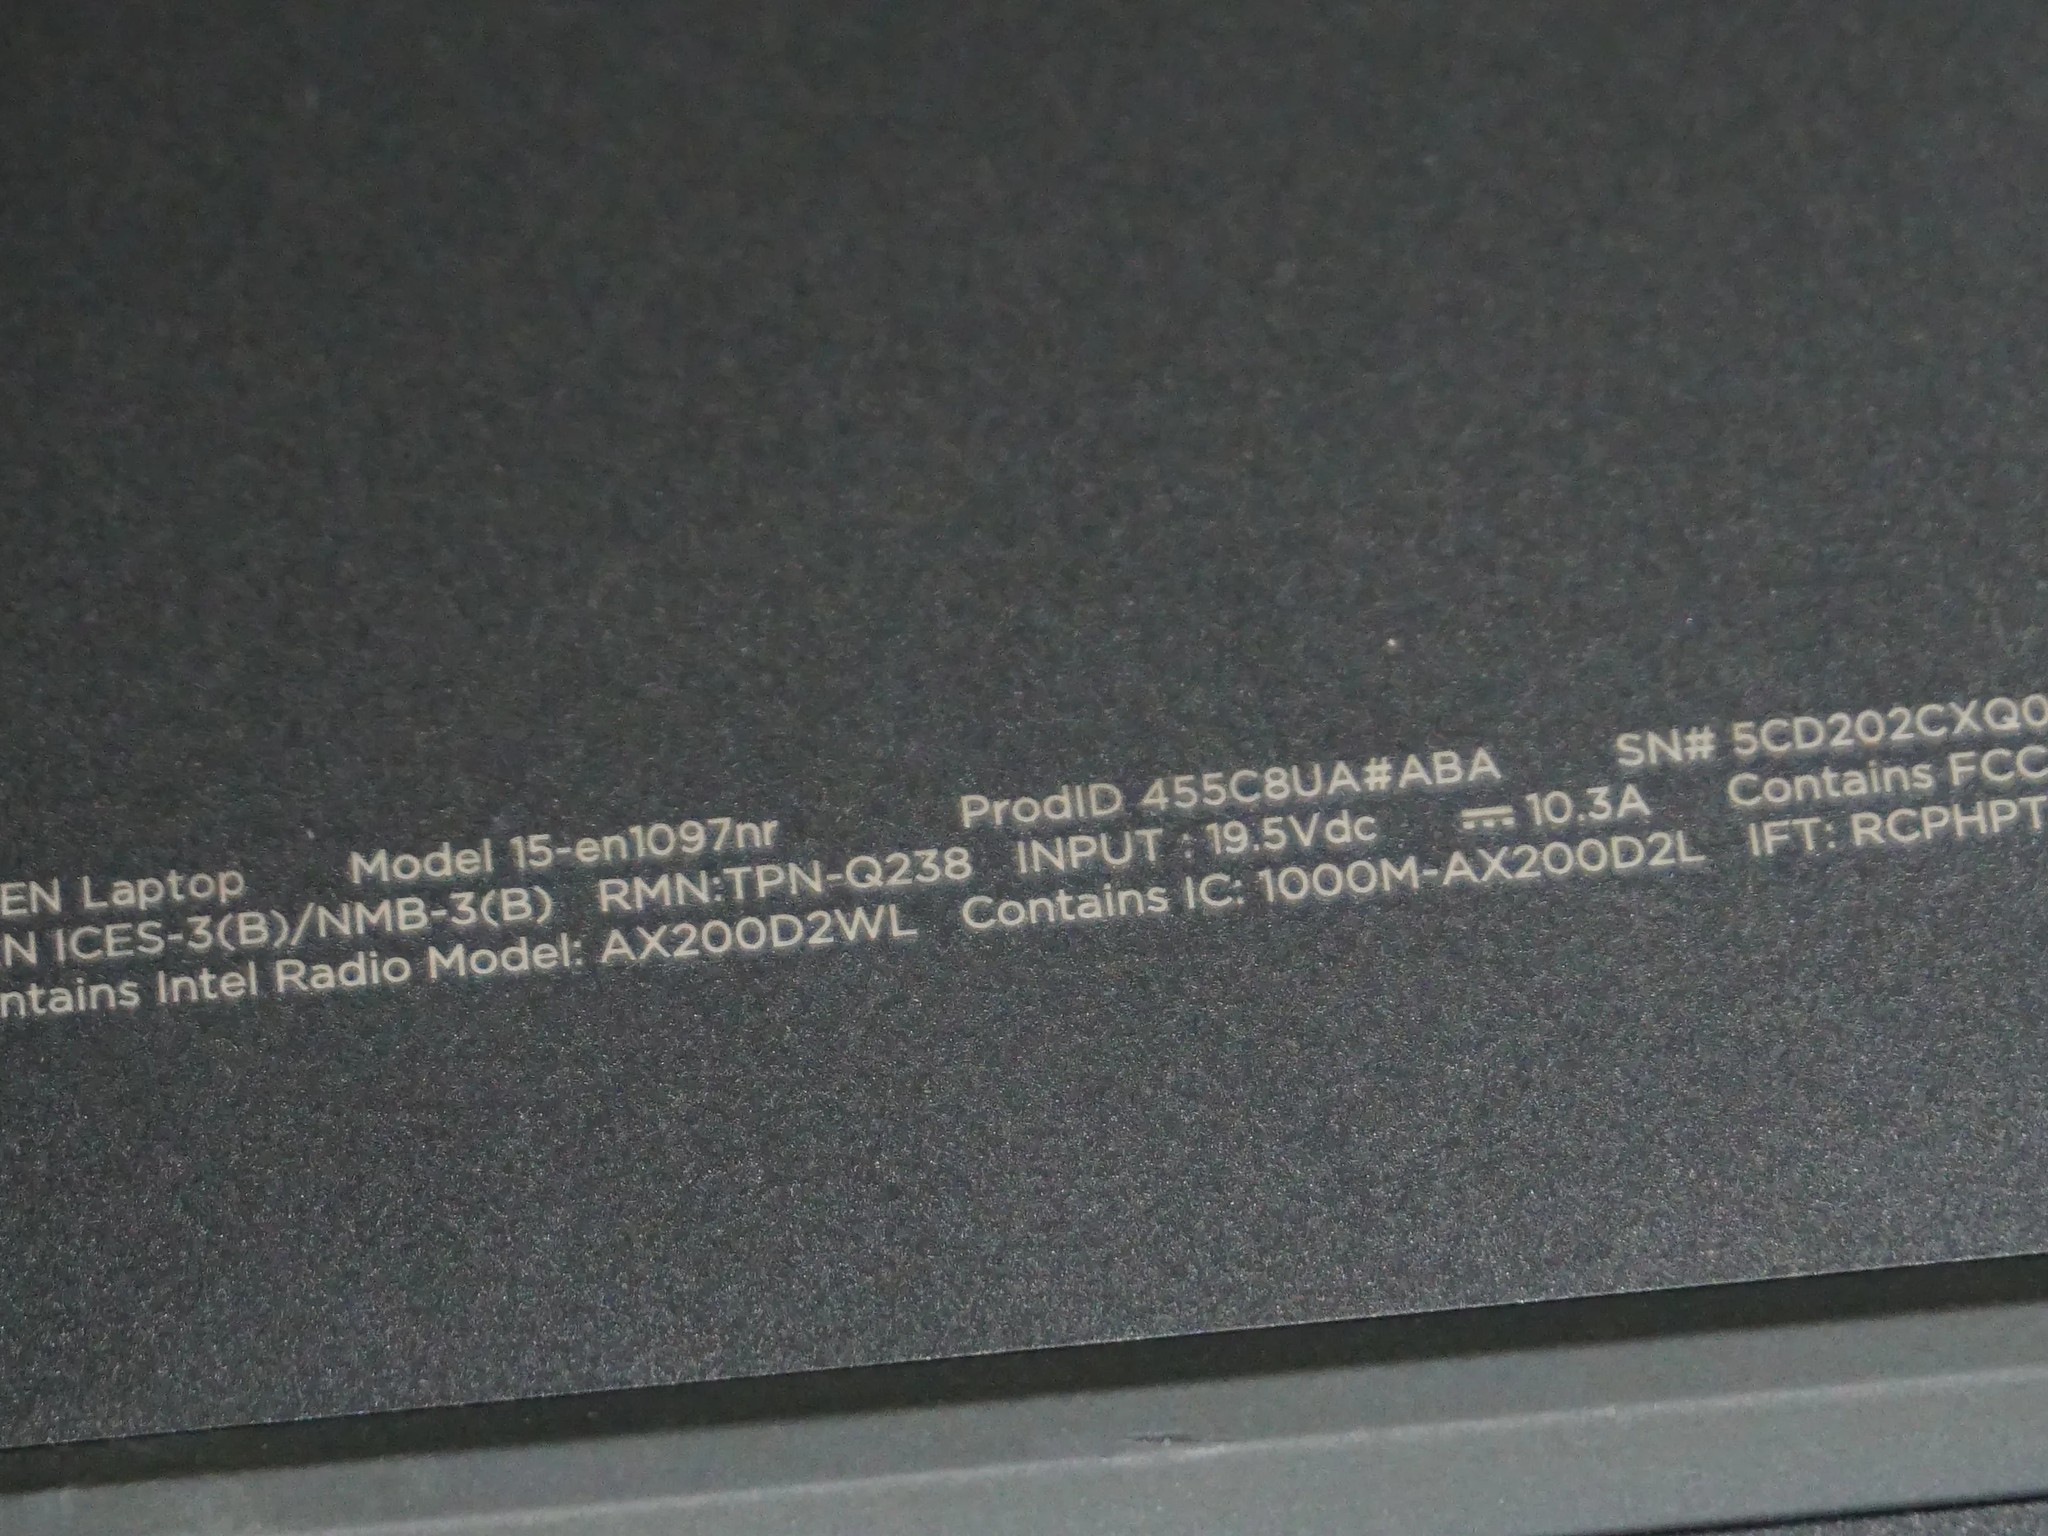 EN Laptop Model 15-en1097nr ProdID 455C8UA#ABA SN# 5CD202CXQ0
N ICES-3(B)/NMB-3(B) RMN:TPN-Q238 INPUT : 19.5Vdc ⎓ 10.3A Contains FCC
ntains Intel Radio Model: AX200D2WL Contains IC: 1000M-AX200D2L IFT: RCPHPT